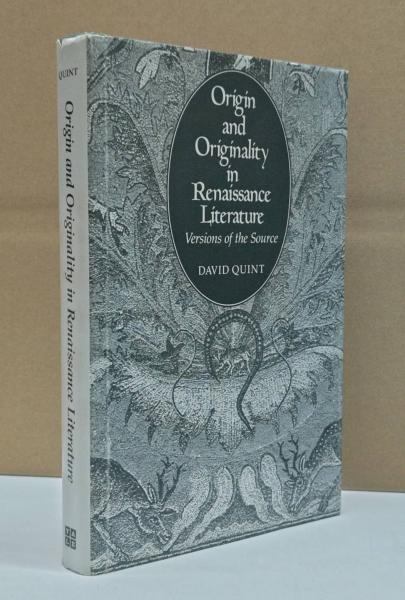 QUINT
Origin and Originality in Renaissance Literature
YALE
Origin
and
Originality
in
Renaissance
Literature
Versions of the Source
DAVID QUINT